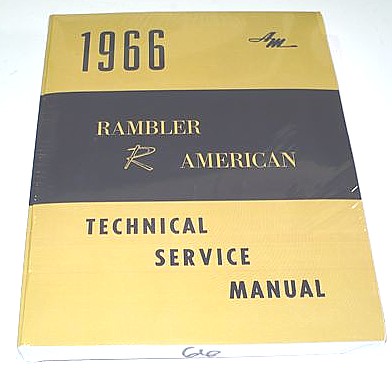 1966
AM
RAMBLER
R AMERICAN
TECHNICAL
SERVICE
MANUAL
66